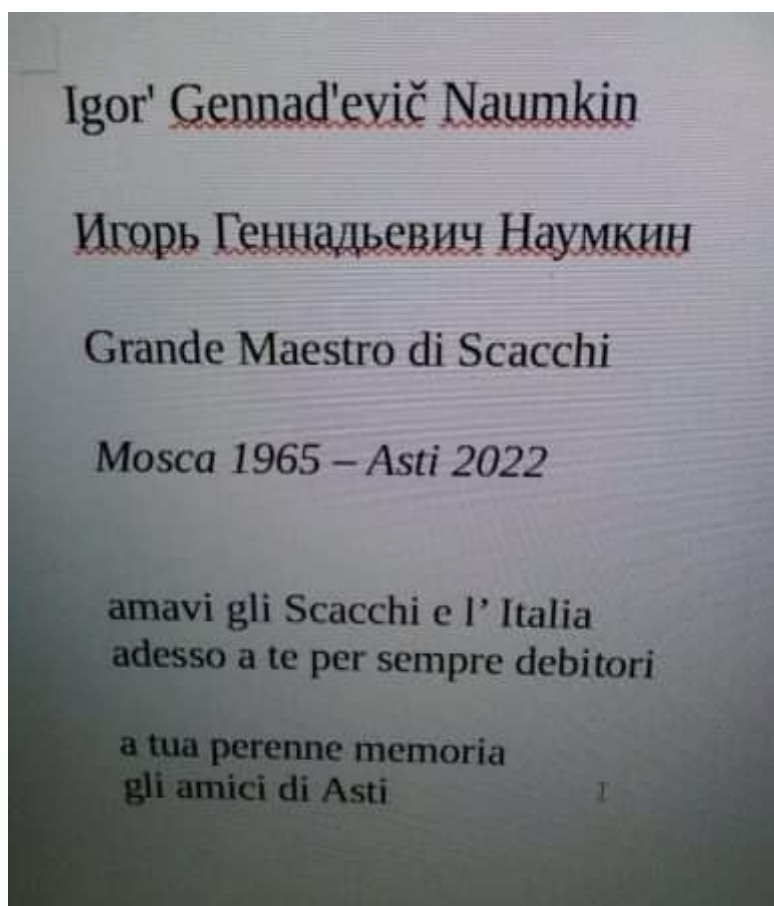 Igor' Gennad'evič Naumkin
Игорь Геннадьевич Наумкин
Grande Maestro di Scacchi
Mosca 1965 – Asti 2022
amavi gli Scacchi e l’ Italia
adesso a te per sempre debitori
a tua perenne memoria
gli amici di Asti